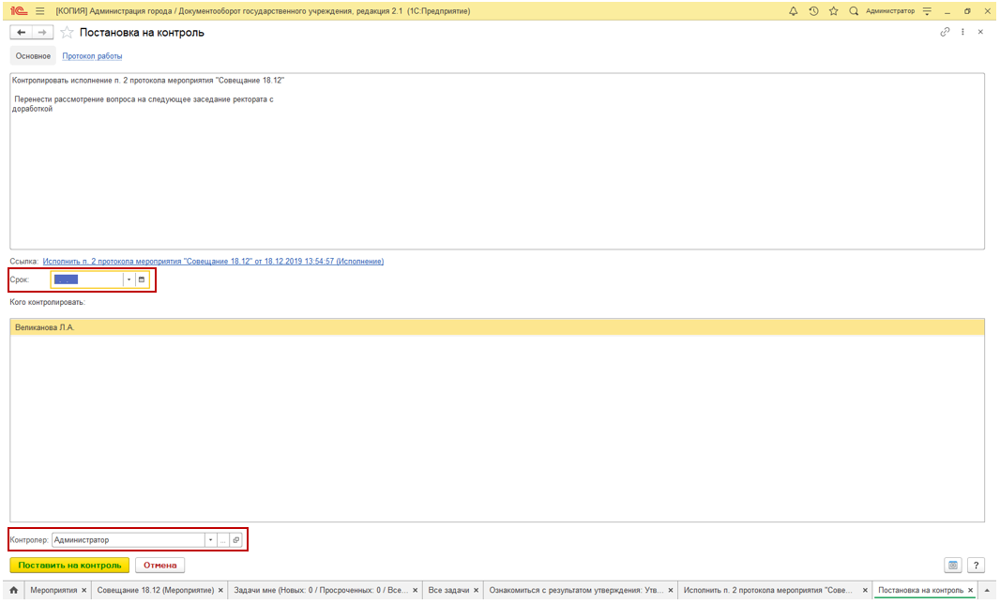 [КОПИЯ] Администрация города / Документооборот государственного учреждения, редакция 2.1 (1С:Предприятие)
Администратор
Постановка на контроль
Основное Протокол работы
Контролировать исполнение п. 2 протокола мероприятия "Совещание 18.12"
Перенести рассмотрение вопроса на следующее заседание ректората с
доработкой
Ссылка: Исполнить п. 2 протокола мероприятия "Совещание 18.12" от 18.12.2019 13:54:57 (Исполнение)
Срок:
Кого контролировать:
Великанова Л.А.
Контролер: Администратор
Поставить на контроль Отмена ?
Мероприятия Совещание 18.12 (Мероприятие) Задачи мне (Новых: 0 / Просроченных: 0 / Все... Все задачи Ознакомиться с результатом утверждения: Утв... Исполнить п. 2 протокола мероприятия "Сове... Постановка на контроль